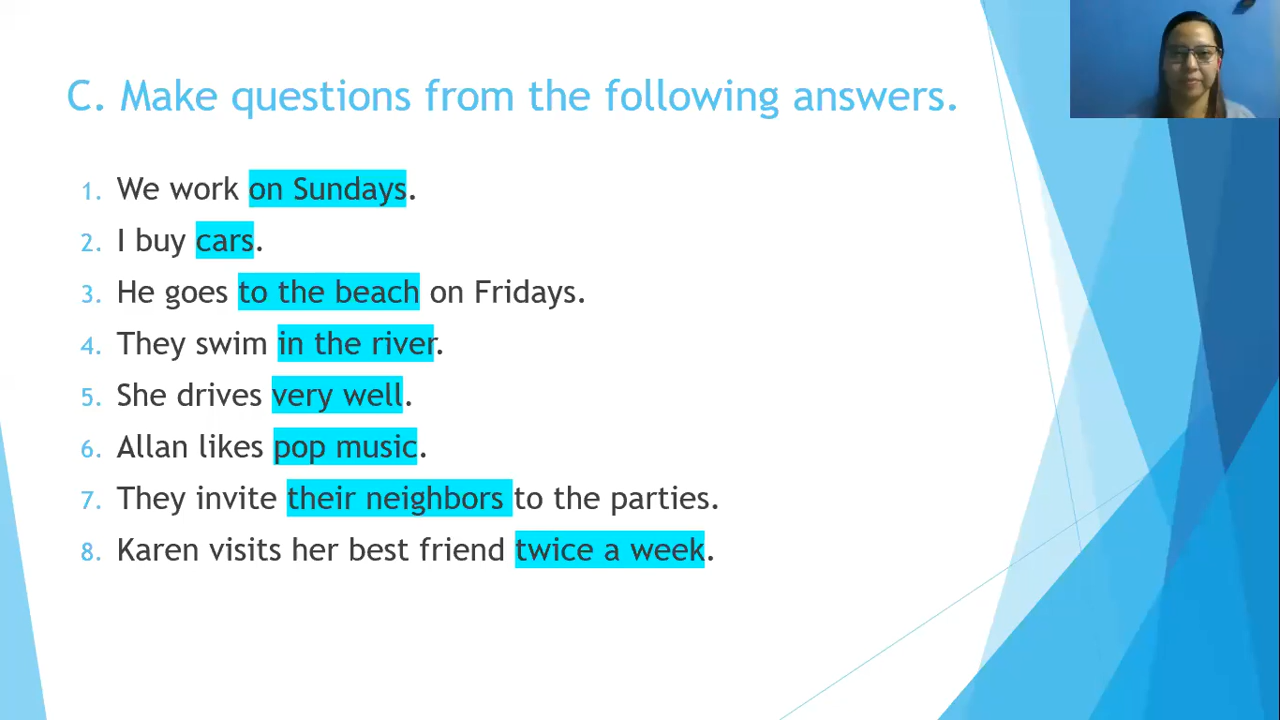 C. Make questions from the following answers.
1. We work on Sundays.
2. I buy cars.
3. He goes to the beach on Fridays.
4. They swim in the river.
5. She drives very well.
6. Allan likes pop music.
7. They invite their neighbors to the parties.
8. Karen visits her best friend twice a week.